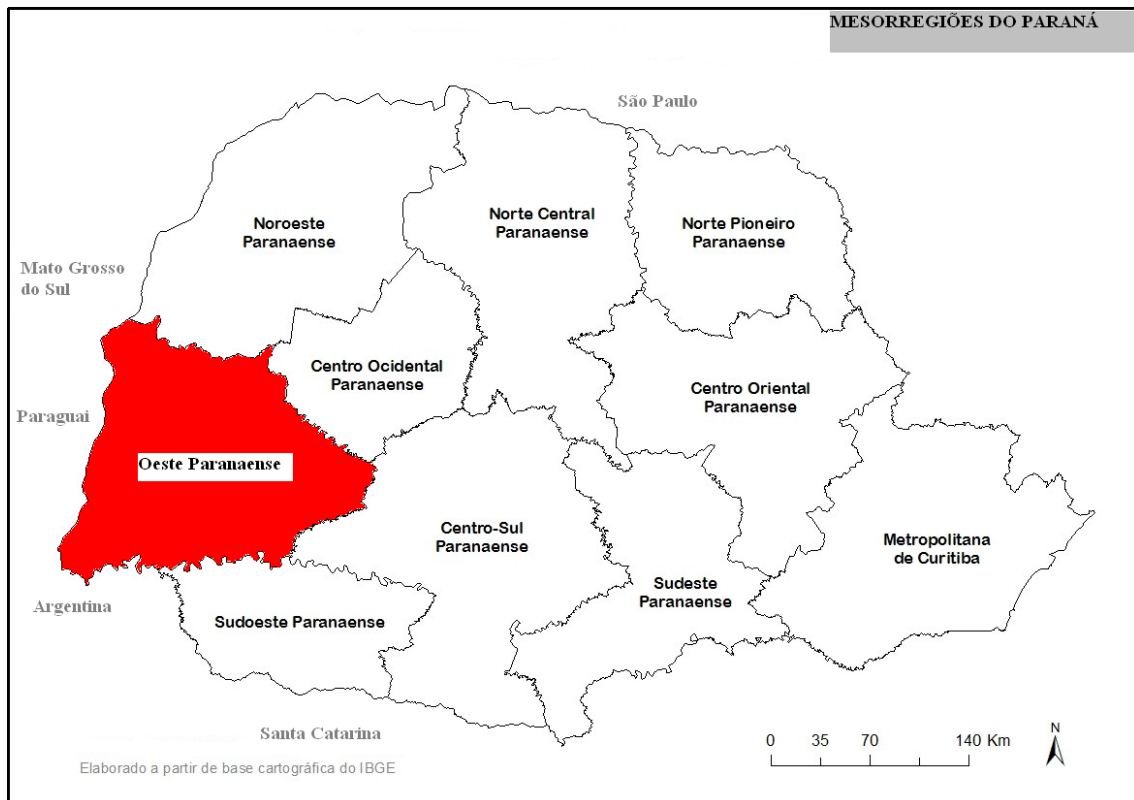 MESORREGIÕES DO PARANÁ
São Paulo
Noroeste
Paranaense
Norte Central
Paranaense
Norte Pioneiro
Paranaense
Mato Grosso
do Sul
Centro Ocidental
Paranaense
Centro Oriental
Paranaense
Paraguai
Oeste Paranaense
Centro-Sul
Paranaense
Metropolitana
de Curitiba
Sudeste
Paranaense
Argentina
Sudoeste Paranaense
Santa Catarina
N
0 35 70 140 Km
Elaborado a partir de base cartográfica do IBGE